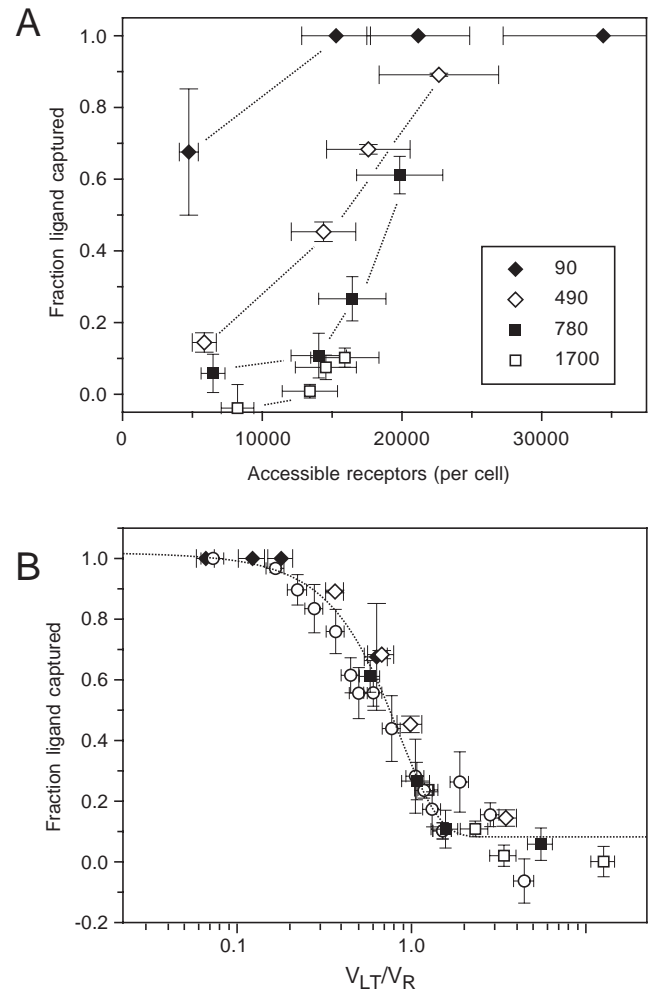 A
Fraction ligand captured
1.0
0.8
0.6
0.4
0.2
0.0
90
490
780
1700
0 10000 20000 30000
Accessible receptors (per cell)
B
Fraction ligand captured
1.0
0.8
0.6
0.4
0.2
0.0
-0.2
0.1 1.0
V_LT/V_R